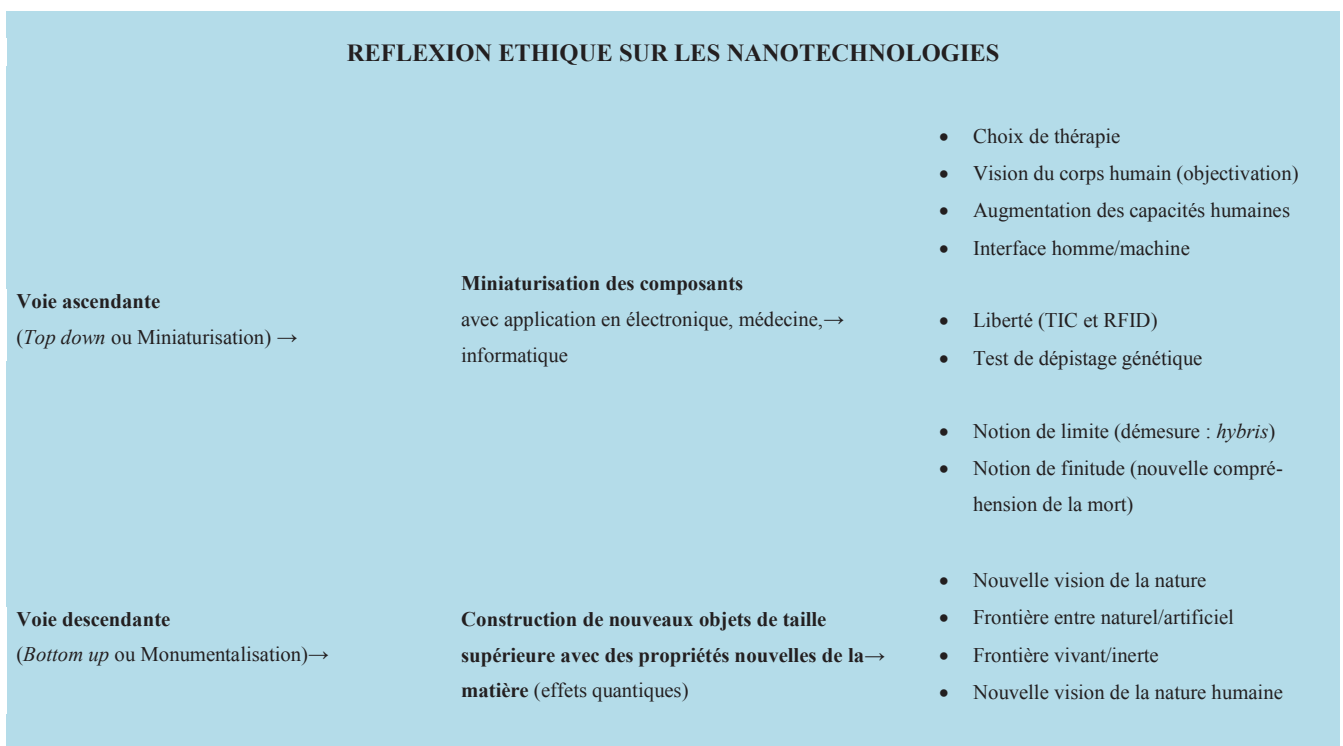 REFLEXION ETHIQUE SUR LES NANOTECHNOLOGIES
• Choix de thérapie
• Vision du corps humain (objectivation)
• Augmentation des capacités humaines
• Interface homme/machine
Voie ascendante
(Top down ou Miniaturisation) →
Miniaturisation des composants
avec application en électronique, médecine,→
informatique
• Liberté (TIC et RFID)
• Test de dépistage génétique
• Notion de limite (démesure : hybris)
• Notion de finitude (nouvelle compré-
hension de la mort)
Voie descendante
(Bottom up ou Monumentalisation)→
Construction de nouveaux objets de taille
supérieure avec des propriétés nouvelles de la→
matière (effets quantiques)
• Nouvelle vision de la nature
• Frontière entre naturel/artificiel
• Frontière vivant/inerte
• Nouvelle vision de la nature humaine